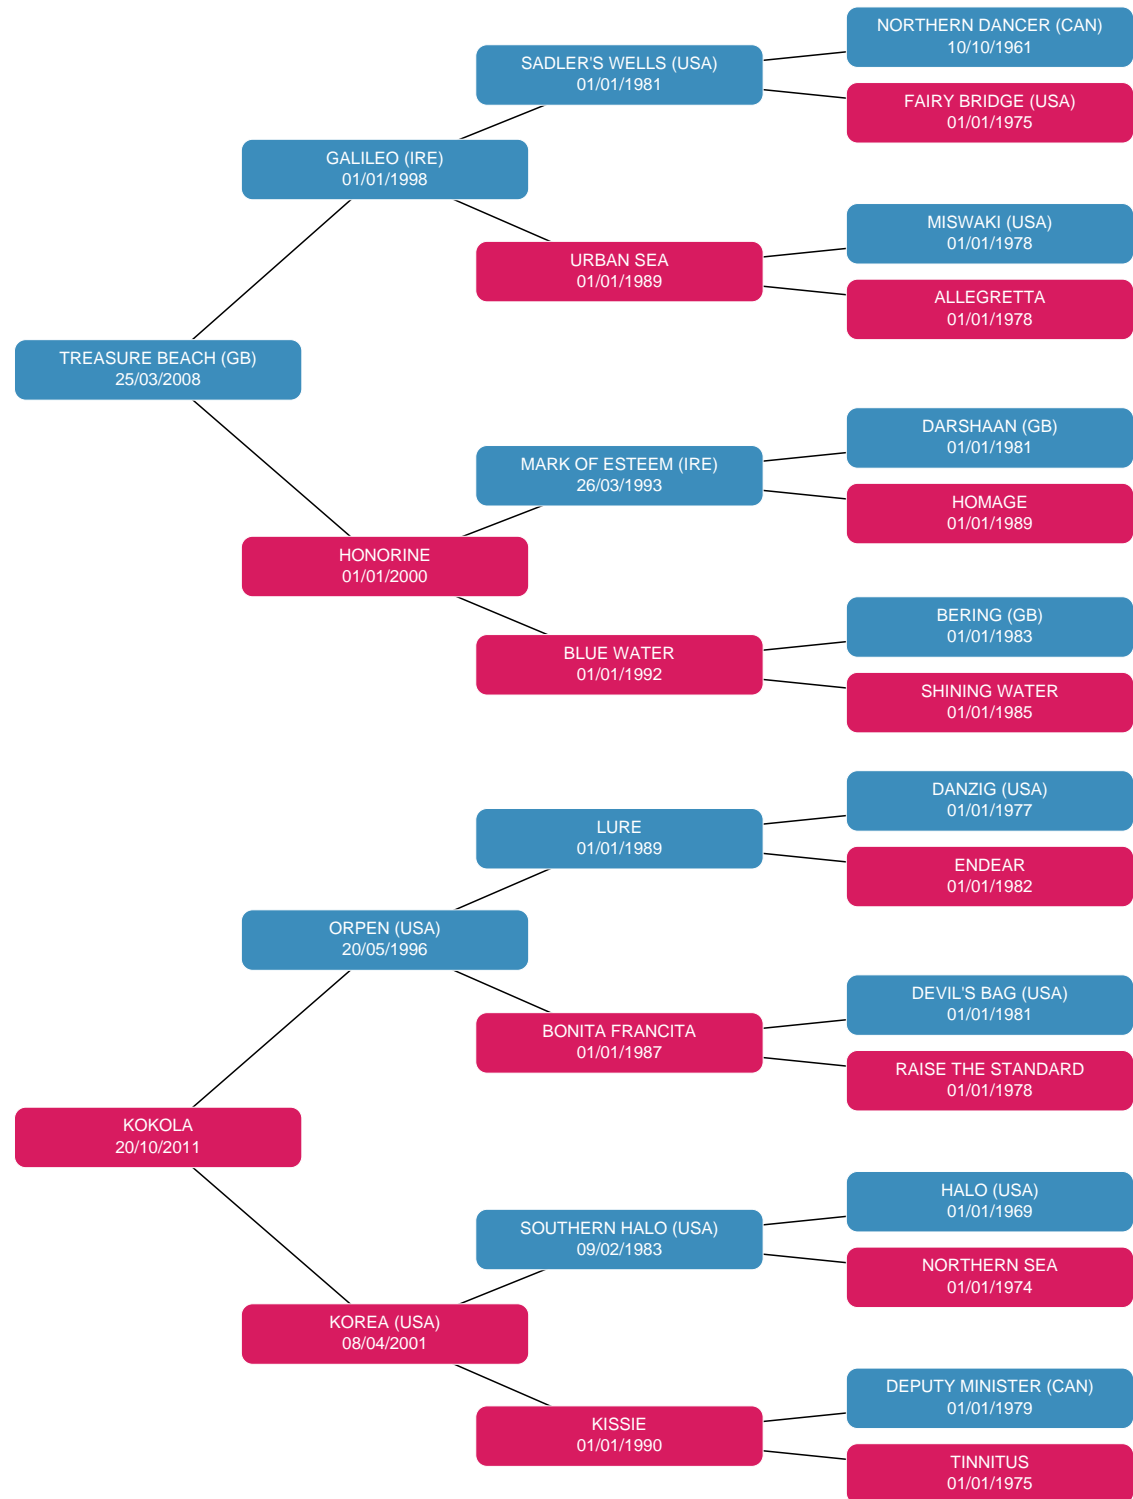 NORTHERN DANCER (CAN)
10/10/1961
SADLER'S WELLS (USA)
01/01/1981
FAIRY BRIDGE (USA)
01/01/1975
GALILEO (IRE)
01/01/1998
MISWAKI (USA)
01/01/1978
URBAN SEA
01/01/1989
ALLEGRETTA
01/01/1978
TREASURE BEACH (GB)
25/03/2008
DARSHAAN (GB)
01/01/1981
MARK OF ESTEEM (IRE)
26/03/1993
HOMAGE
01/01/1989
HONORINE
01/01/2000
BERING (GB)
01/01/1983
BLUE WATER
01/01/1992
SHINING WATER
01/01/1985
DANZIG (USA)
01/01/1977
LURE
01/01/1989
ENDEAR
01/01/1982
ORPEN (USA)
20/05/1996
DEVIL'S BAG (USA)
01/01/1981
BONITA FRANCITA
01/01/1987
RAISE THE STANDARD
01/01/1978
KOKOLA
20/10/2011
HALO (USA)
01/01/1969
SOUTHERN HALO (USA)
09/02/1983
NORTHERN SEA
01/01/1974
KOREA (USA)
08/04/2001
DEPUTY MINISTER (CAN)
01/01/1979
KISSIE
01/01/1990
TINNITUS
01/01/1975